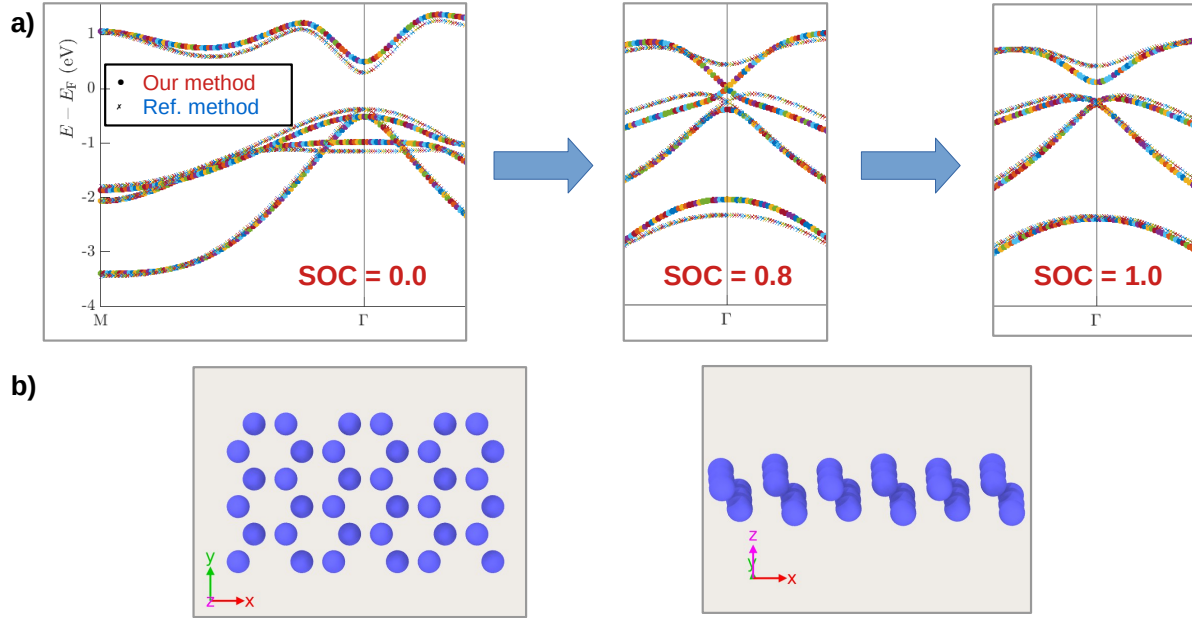 a)
E − E_F (eV)
1
0
-1
-2
-3
-4
Our method
Ref. method
M
Γ
SOC = 0.0
Γ
SOC = 0.8
Γ
SOC = 1.0
b)
y
z
x
z
y
x